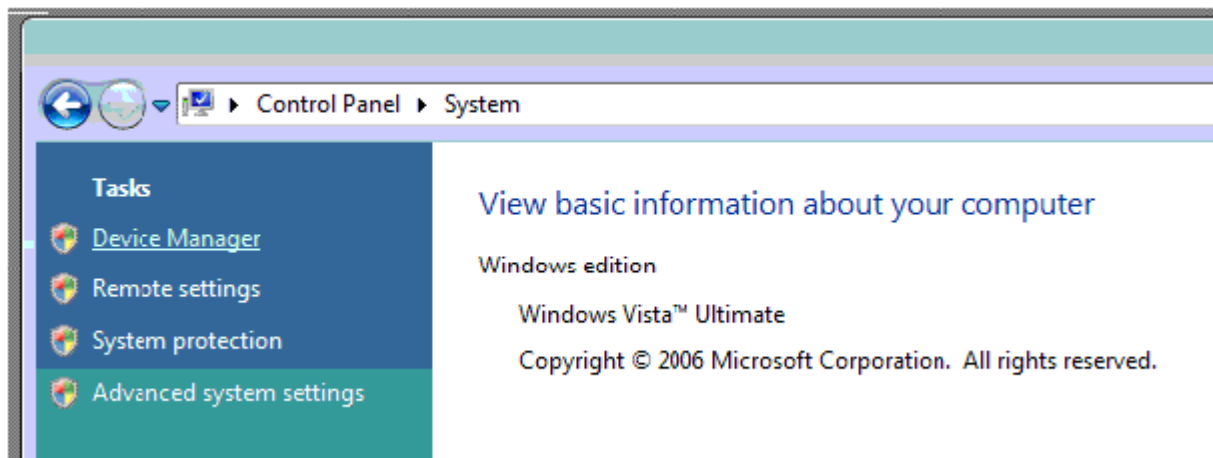 Control Panel System
Tasks
Device Manager
Remote settings
System protection
Advanced system settings
View basic information about your computer
Windows edition
Windows Vista™ Ultimate
Copyright © 2006 Microsoft Corporation. All rights reserved.